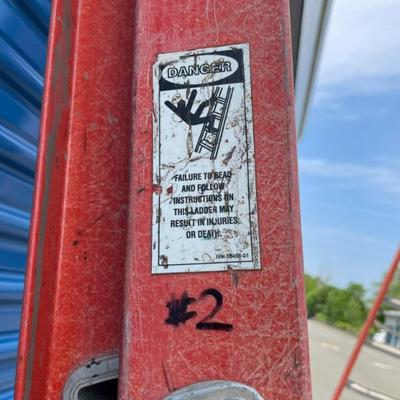 DANGER
FAILURE TO READ
AND FOLLOW
INSTRUCTIONS ON
THIS LADDER MAY
RESULT IN INJURIES
OR DEATH.
#2